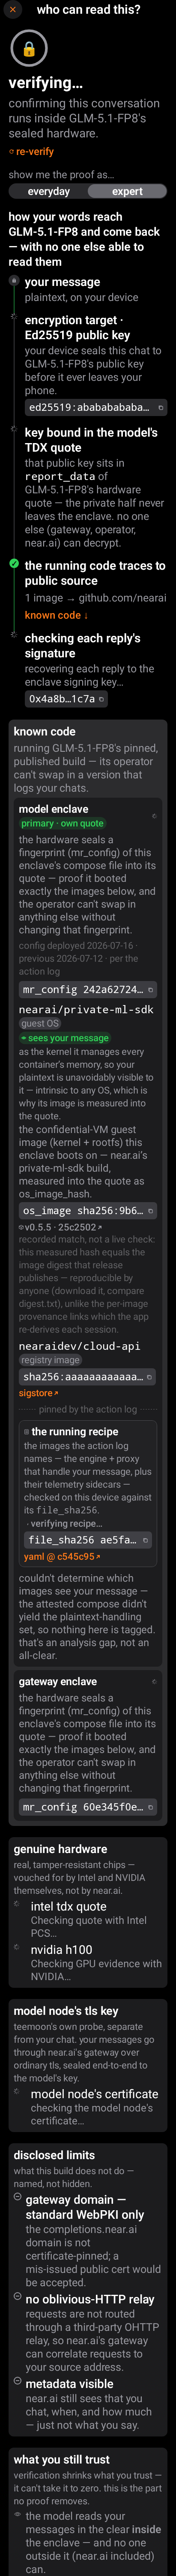 who can read this?
verifying…
confirming this conversation
runs inside GLM-5.1-FP8's
sealed hardware.
re-verify
show me the proof as…
everyday
expert
how your words reach
GLM-5.1-FP8 and come back
— with no one else able to
read them
your message
plaintext, on your device
encryption target ·
Ed25519 public key
your device seals this chat to
GLM-5.1-FP8's public key
before it ever leaves your
phone.
ed25519:abababababa…
key bound in the model's
TDX quote
that public key sits in
report_data of
GLM-5.1-FP8's hardware
quote — the private half never
leaves the enclave. no one
else (gateway, operator,
near.ai) can decrypt.
the running code traces to
public source
1 image → github.com/nearai
known code ↓
checking each reply's
signature
recovering each reply to the
enclave signing key…
0x4a8b…1c7a
known code
running GLM-5.1-FP8's pinned,
published build — its operator
can't swap in a version that
logs your chats.
model enclave
primary · own quote
the hardware seals a
fingerprint (mr_config) of this
enclave's compose file into its
quote — proof it booted
exactly the images below, and
the operator can't swap in
anything else without
changing that fingerprint.
config deployed 2026-07-16 ·
previous 2026-07-12 · per the
action log
mr_config 242a62724…
nearai/private-ml-sdk
guest OS
sees your message
as the kernel it manages every
container's memory, so your
plaintext is unavoidably visible to
it — intrinsic to any OS, which is
why its image is measured into
the quote.
the confidential-VM guest
image (kernel + rootfs) this
enclave boots on — near.ai's
private-ml-sdk build,
measured into the quote as
os_image_hash.
os_image sha256:9b6…
v0.5.5 · 25c2502
recorded match, not a live check:
this measured hash equals the
image digest that release
publishes — reproducible by
anyone (download it, compare
digest.txt), unlike the per-image
provenance links which the app
re-derives each session.
nearaidev/cloud-api
registry image
sha256:aaaaaaaaaaaa…
sigstore
pinned by the action log
the running recipe
the images the action log
names — the engine + proxy
that handle your message, plus
their telemetry sidecars —
checked on this device against
its file_sha256.
· verifying recipe…
file_sha256 ae5fa…
yaml @ c545c95
couldn't determine which
images see your message —
the attested compose didn't
yield the plaintext-handling
set, so nothing here is tagged.
that's an analysis gap, not an
all-clear.
gateway enclave
the hardware seals a
fingerprint (mr_config) of this
enclave's compose file into its
quote — proof it booted
exactly the images below, and
the operator can't swap in
anything else without
changing that fingerprint.
mr_config 60e345f0e…
genuine hardware
real, tamper-resistant chips —
vouched for by Intel and NVIDIA
themselves, not by near.ai.
intel tdx quote
Checking quote with Intel
PCS…
nvidia h100
Checking GPU evidence with
NVIDIA…
model node's tls key
teemoon's own probe, separate
from your chat. your messages go
through near.ai's gateway over
ordinary tls, sealed end-to-end to
the model's key.
model node's certificate
checking the model node's
certificate…
disclosed limits
what this build does not do —
named, not hidden.
gateway domain —
standard WebPKI only
the completions.near.ai
domain is not
certificate-pinned; a
mis-issued public cert would
be accepted.
no oblivious-HTTP relay
requests are not routed
through a third-party OHTTP
relay, so near.ai's gateway
can correlate requests to
your source address.
metadata visible
near.ai still sees that you
chat, when, and how much
— just not what you say.
what you still trust
verification shrinks what you trust —
it can't take it to zero. this is the part
no proof removes.
the model reads your
messages in the clear inside
the enclave — and no one
outside it (near.ai included)
can.